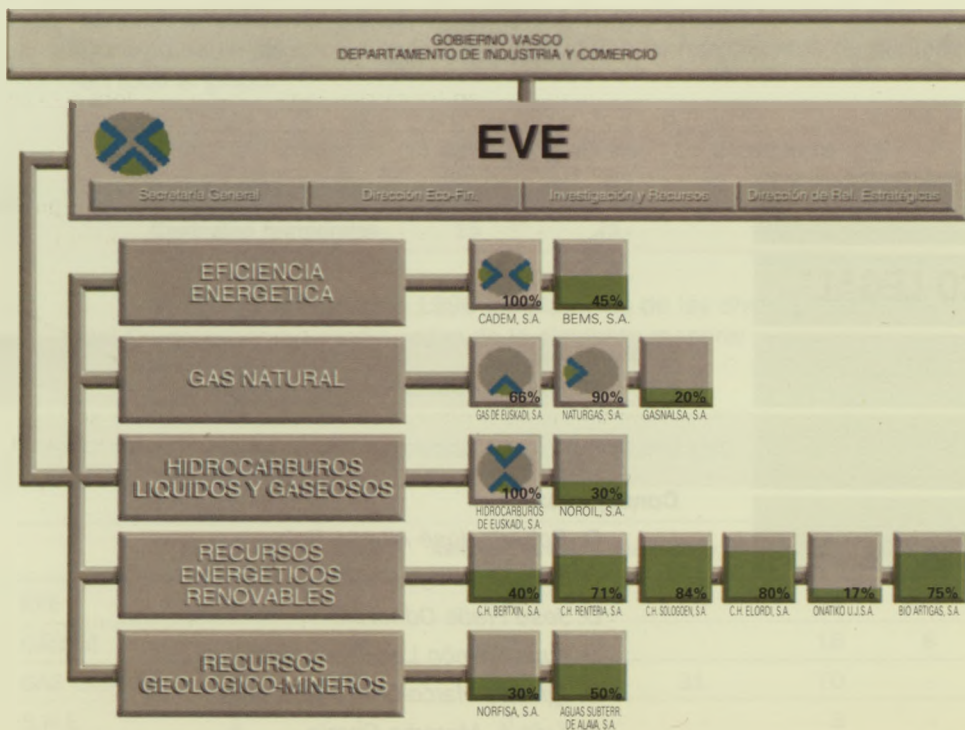 GOBIERNO VASCO
DEPARTAMENTO DE INDUSTRIA Y COMERCIO
EVE
Secretaría General
Dirección Eco-Fin.
Investigación y Recursos
Dirección de Rel. Estratégicas
EFICIENCIA
ENERGETICA
100%
CADEM, S.A.
45%
BEMS, S.A.
GAS NATURAL
66%
GAS DE EUSKADI, S.A.
90%
NATURGAS, S.A.
20%
GASNALSA, S.A.
HIDROCARBUROS
LIQUIDOS Y GASEOSOS
100%
HIDROCARBUROS
DE EUSKADI, S.A.
30%
NOROIL, S.A.
RECURSOS
ENERGETICOS
RENOVABLES
40%
C.H. BERTXIN, S.A.
71%
C.H. RENTERIA, S.A.
84%
C.H. SOLOGOEN, S.A.
80%
C.H. ELORDI, S.A.
17%
ONATIKO U.J.S.A.
75%
BIO ARTIGAS, S.A.
RECURSOS
GEOLOGICO-MINEROS
30%
NORFISA, S.A.
50%
AGUAS SUBTERR.
DE ALAVA, S.A.